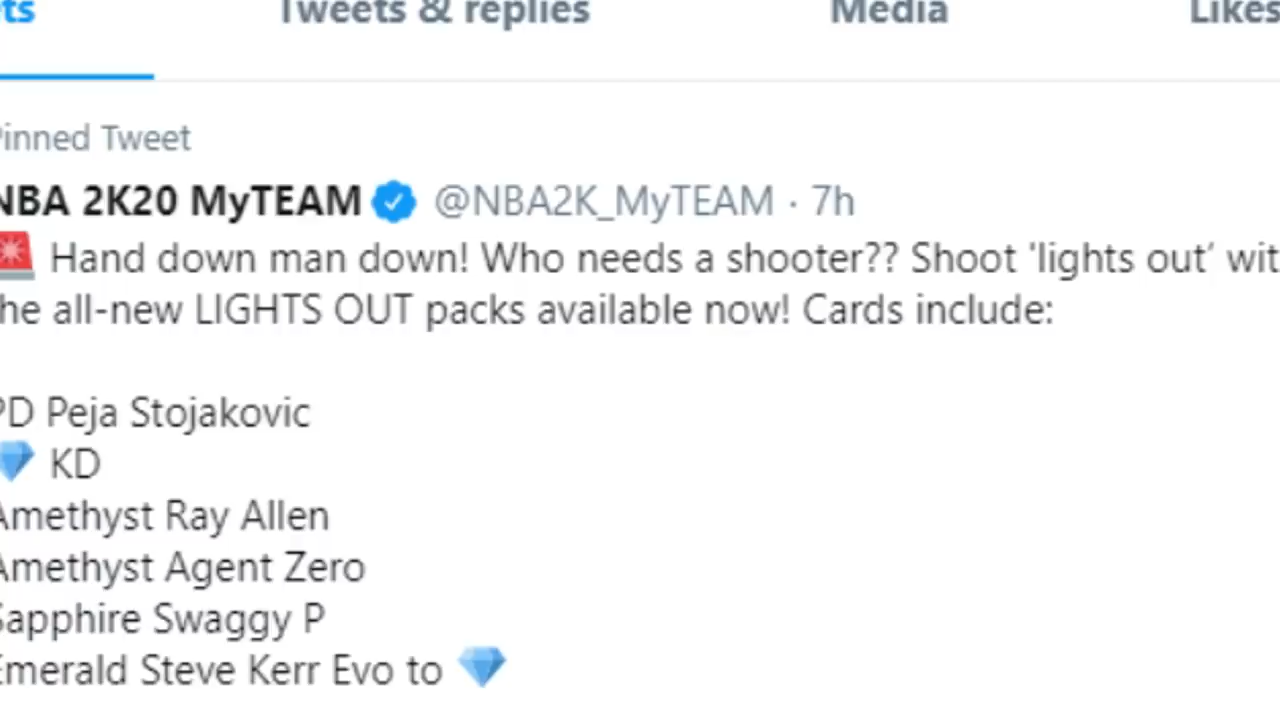 ts Tweets & replies Media Likes
Pinned Tweet
NBA 2K20 MyTEAM @NBA2K_MyTEAM · 7h
🚨 Hand down man down! Who needs a shooter?? Shoot 'lights out' wit
he all-new LIGHTS OUT packs available now! Cards include:
PD Peja Stojakovic
💎 KD
Amethyst Ray Allen
Amethyst Agent Zero
Sapphire Swaggy P
Emerald Steve Kerr Evo to 💎